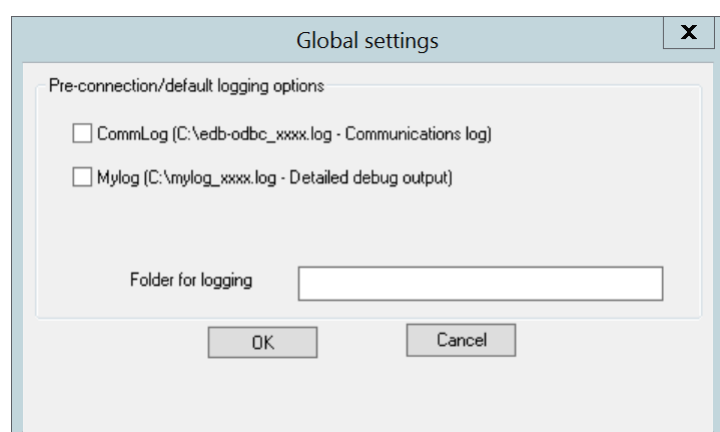 Global settings
X
Pre-connection/default logging options
CommLog (C:\edb-odbc_xxxx.log - Communications log)
Mylog (C:\mylog_xxxx.log - Detailed debug output)
Folder for logging
OK
Cancel